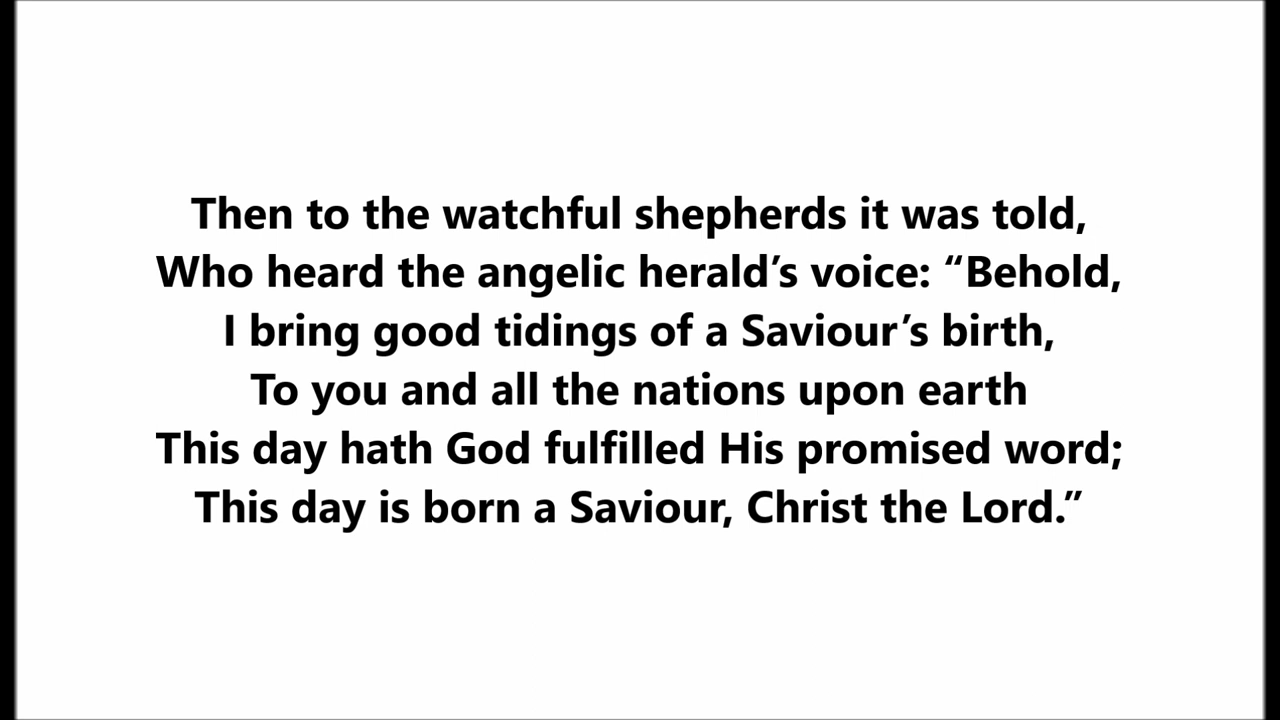 Then to the watchful shepherds it was told,
Who heard the angelic herald’s voice: “Behold,
I bring good tidings of a Saviour’s birth,
To you and all the nations upon earth
This day hath God fulfilled His promised word;
This day is born a Saviour, Christ the Lord.”